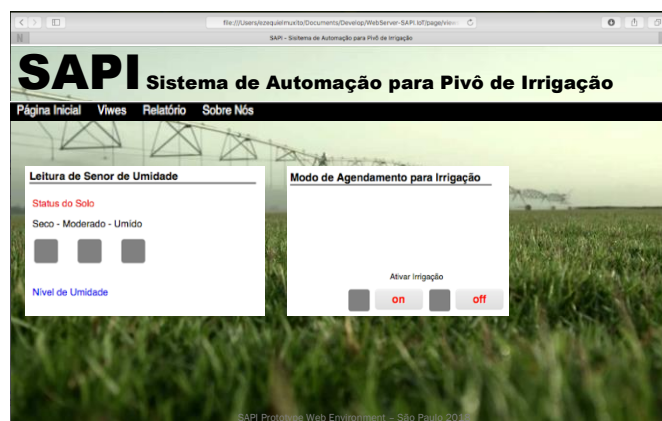 file:///Users/ezequielmuxito/Documents/Develop/WebServer-SAPI.IoT/page/view
SAPI - Sistema de Automação para Pivô de Irrigação
SAPI Sistema de Automação para Pivô de Irrigação
Página Inicial Viwes Relatório Sobre Nós
Leitura de Senor de Umidade
Status do Solo
Seco - Moderado - Umido
Nível de Umidade
Modo de Agendamento para Irrigação
Ativar Irrigação
on off
SAPI Prototype Web Environment – São Paulo